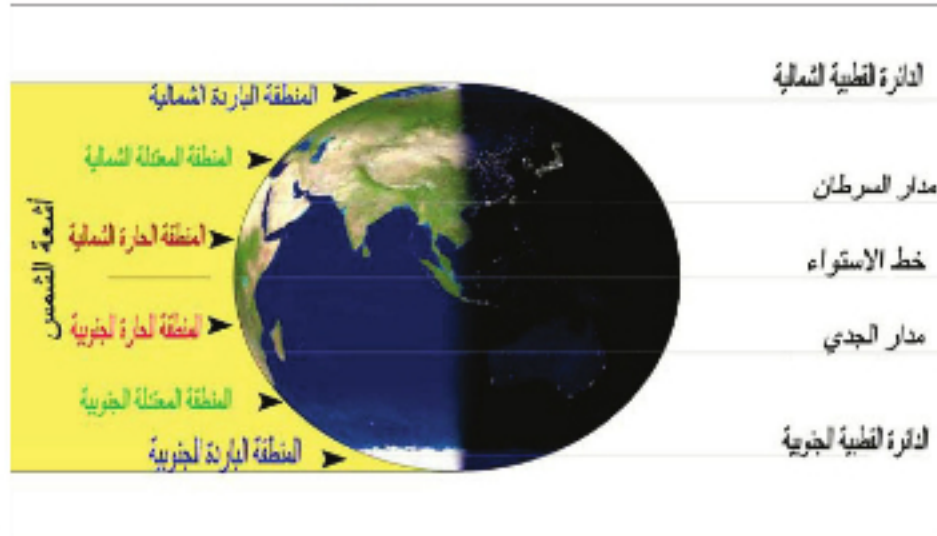 الدائرة القطبية الشمالية
المنطقة الباردة الشمالية
المنطقة المعتدلة الشمالية
مدار السرطان
أشعة الشمس
المنطقة الحارة الشمالية
خط الاستواء
المنطقة الحارة الجنوبية
مدار الجدي
المنطقة المعتدلة الجنوبية
الدائرة القطبية الجنوبية
المنطقة الباردة الجنوبية